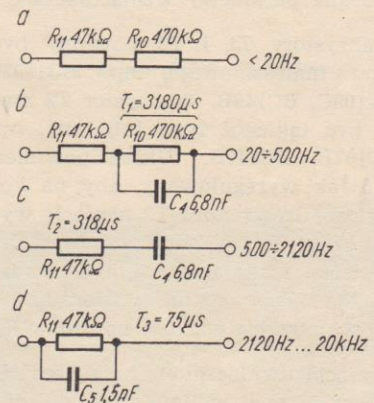 a
R11 47kΩ R10 470kΩ
< 20Hz
b
T1=3180μs
R11 47kΩ R10 470kΩ
20÷500Hz
C4 6,8nF
c
T2=318μs
500÷2120Hz
R11 47kΩ C4 6,8nF
d
R11 47kΩ T3=75μs
2120Hz...20kHz
C5 1,5nF